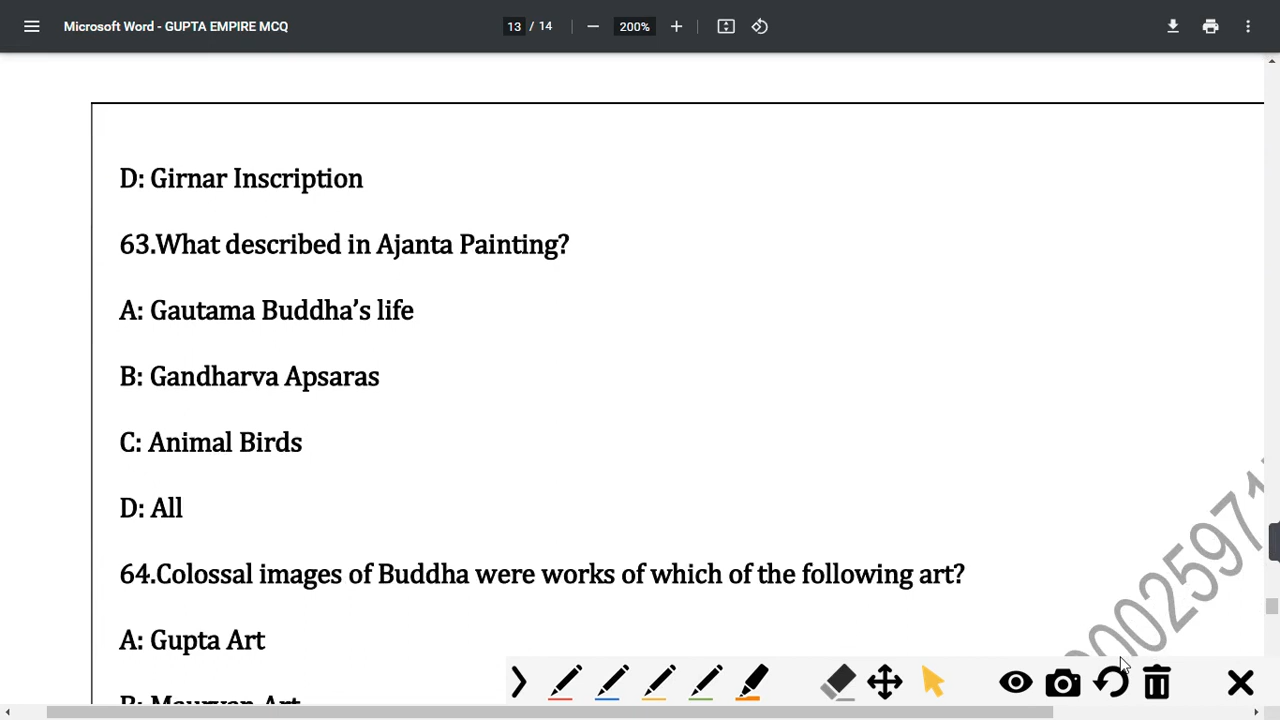 Microsoft Word - GUPTA EMPIRE MCQ
13 / 14
200%
D: Girnar Inscription
63.What described in Ajanta Painting?
A: Gautama Buddha’s life
B: Gandharva Apsaras
C: Animal Birds
D: All
64.Colossal images of Buddha were works of which of the following art?
A: Gupta Art
B: Mauryan Art